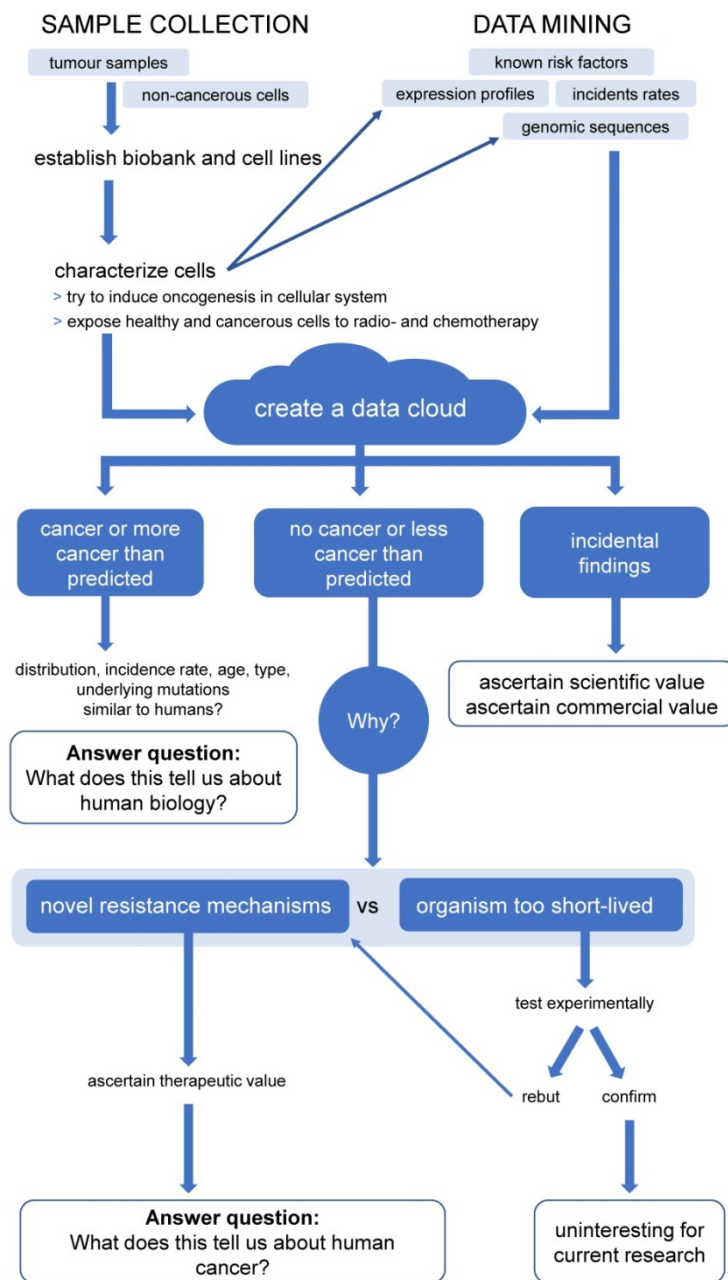 SAMPLE COLLECTION
tumour samples
non-cancerous cells
establish biobank and cell lines
characterize cells
> try to induce oncogenesis in cellular system
> expose healthy and cancerous cells to radio- and chemotherapy
DATA MINING
known risk factors
expression profiles
incidents rates
genomic sequences
create a data cloud
cancer or more
cancer than
predicted
no cancer or less
cancer than
predicted
incidental
findings
distribution, incidence rate, age, type,
underlying mutations
similar to humans?
Answer question:
What does this tell us about
human biology?
Why?
ascertain scientific value
ascertain commercial value
novel resistance mechanisms
vs
organism too short-lived
test experimentally
rebut
confirm
ascertain therapeutic value
Answer question:
What does this tell us about human
cancer?
uninteresting for
current research